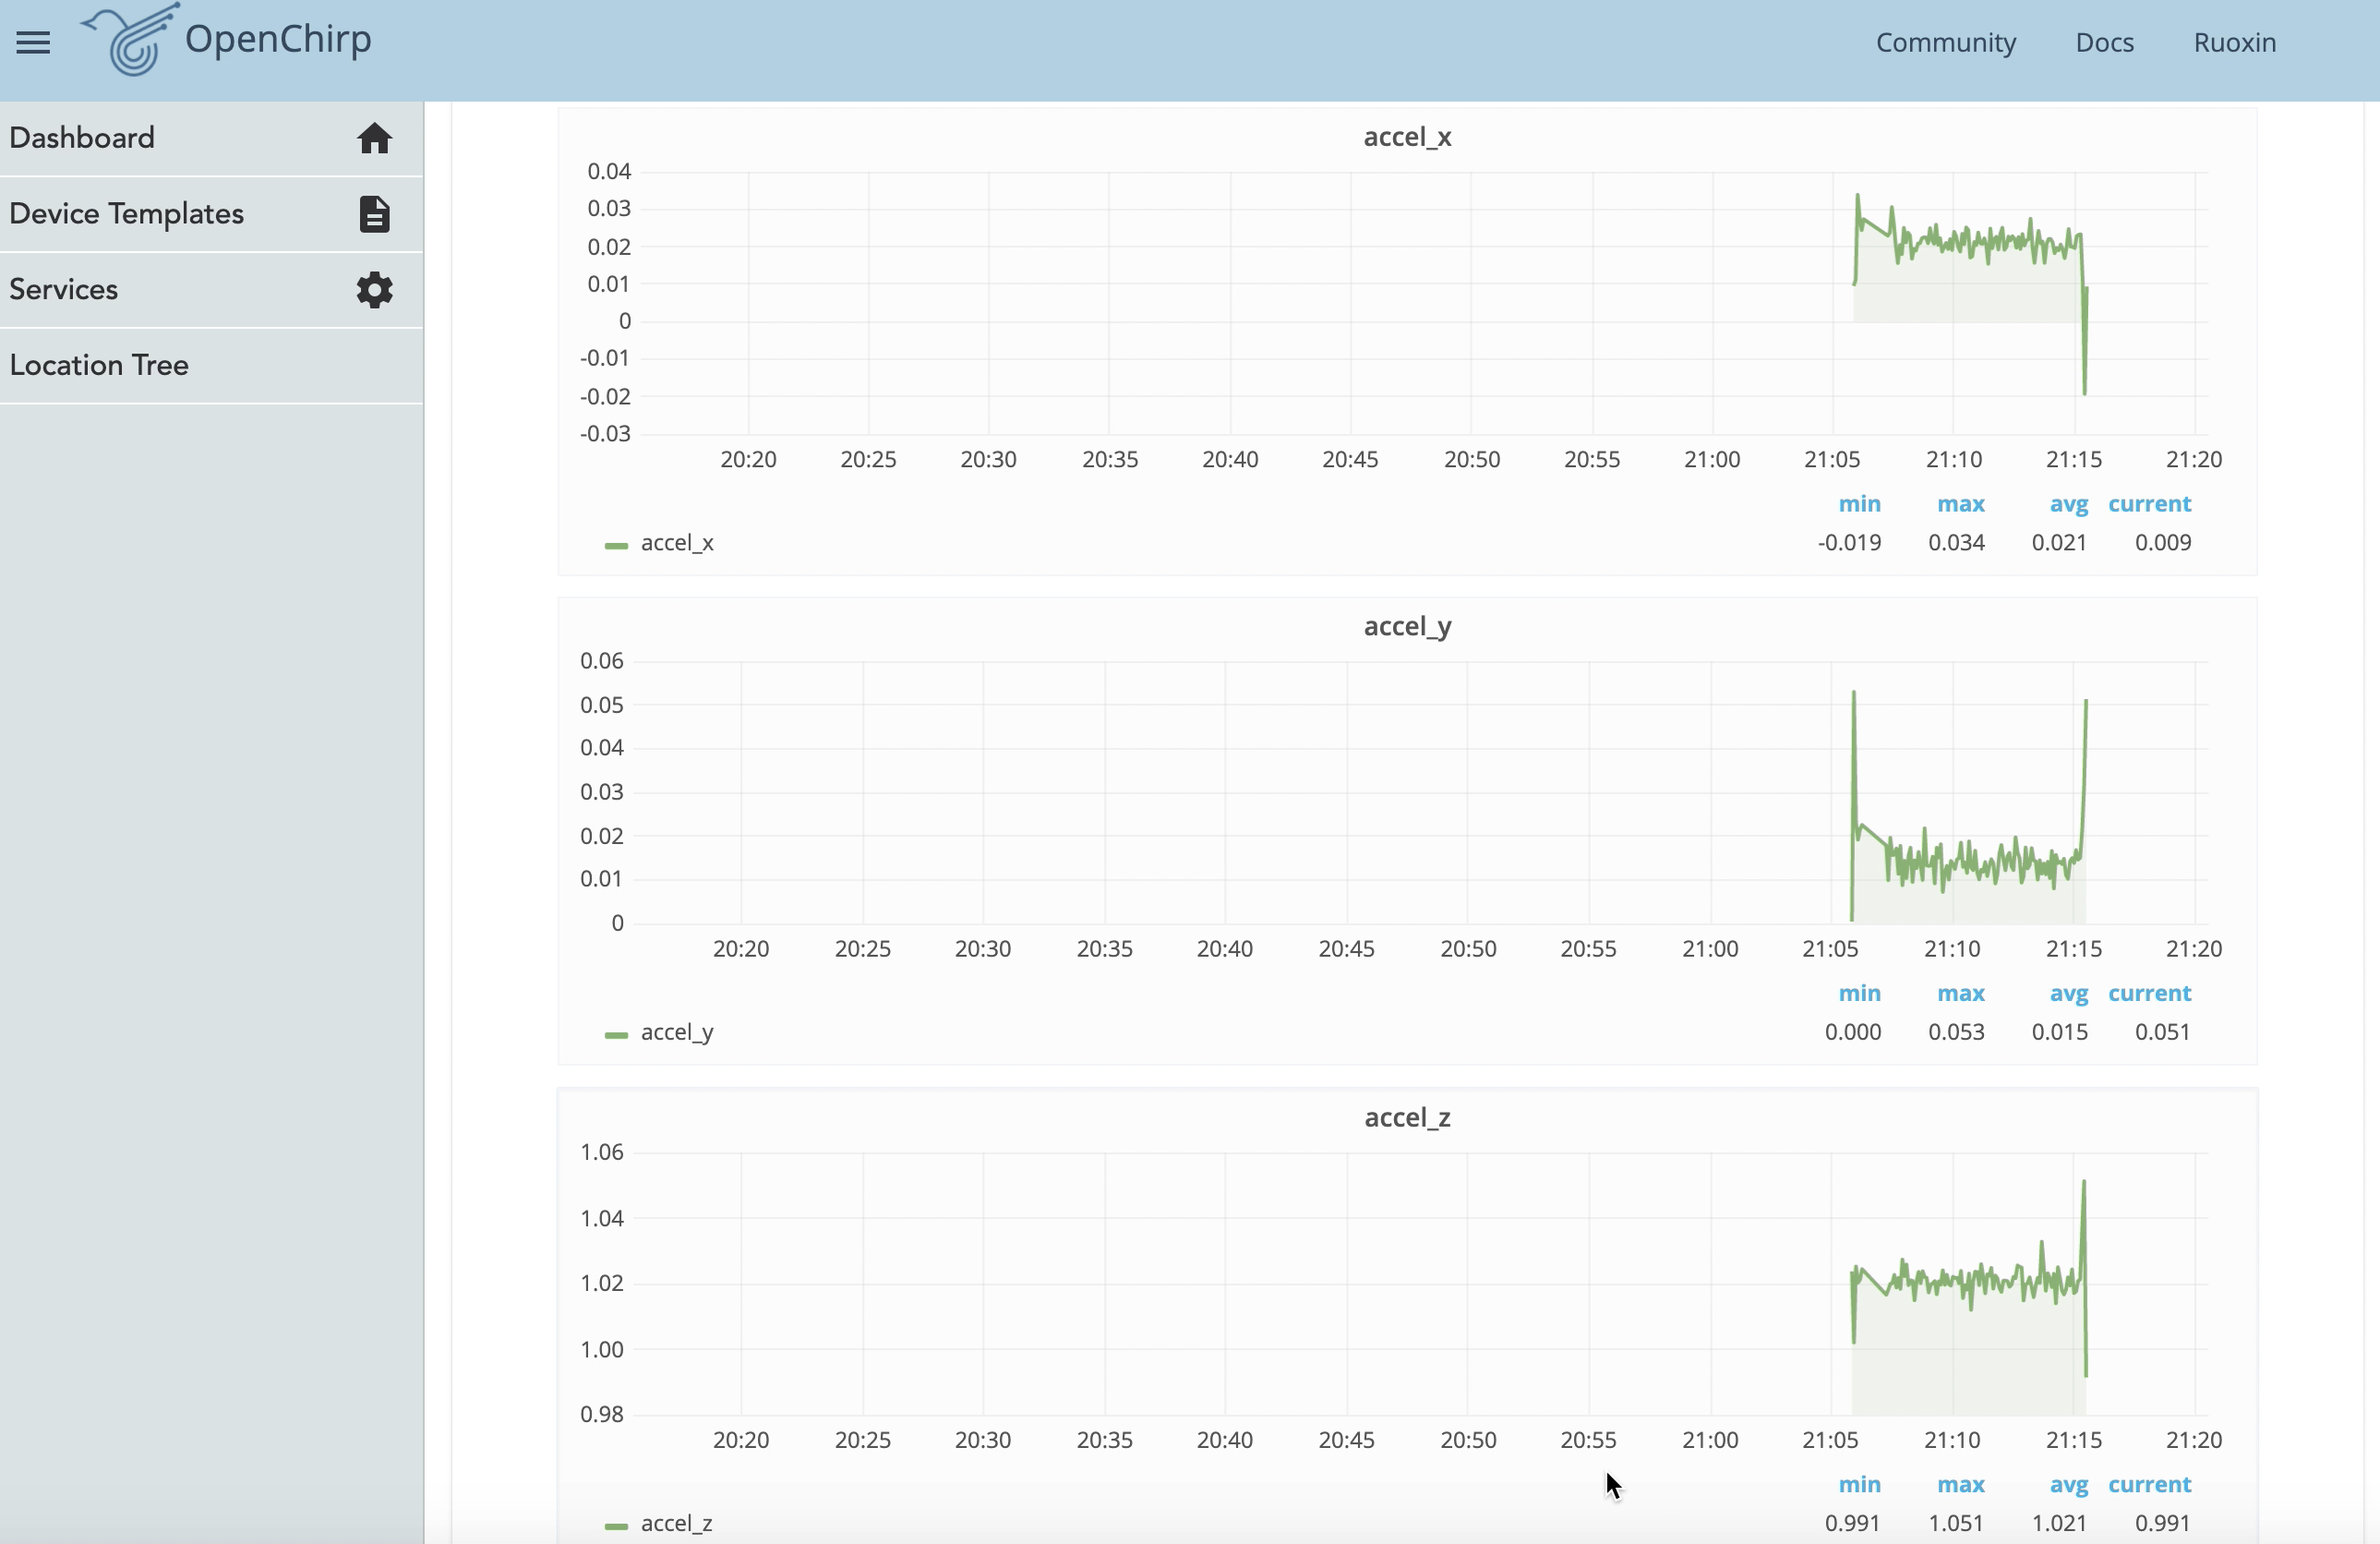 OpenChirp
Community Docs Ruoxin
Dashboard
Device Templates
Services
Location Tree
accel_x
0.04
0.03
0.02
0.01
0
-0.01
-0.02
-0.03
20:20 20:25 20:30 20:35 20:40 20:45 20:50 20:55 21:00 21:05 21:10 21:15 21:20
min max avg current
accel_x -0.019 0.034 0.021 0.009
accel_y
0.06
0.05
0.04
0.03
0.02
0.01
0
20:20 20:25 20:30 20:35 20:40 20:45 20:50 20:55 21:00 21:05 21:10 21:15 21:20
min max avg current
accel_y 0.000 0.053 0.015 0.051
accel_z
1.06
1.04
1.02
1.00
0.98
20:20 20:25 20:30 20:35 20:40 20:45 20:50 20:55 21:00 21:05 21:10 21:15 21:20
min max avg current
accel_z 0.991 1.051 1.021 0.991